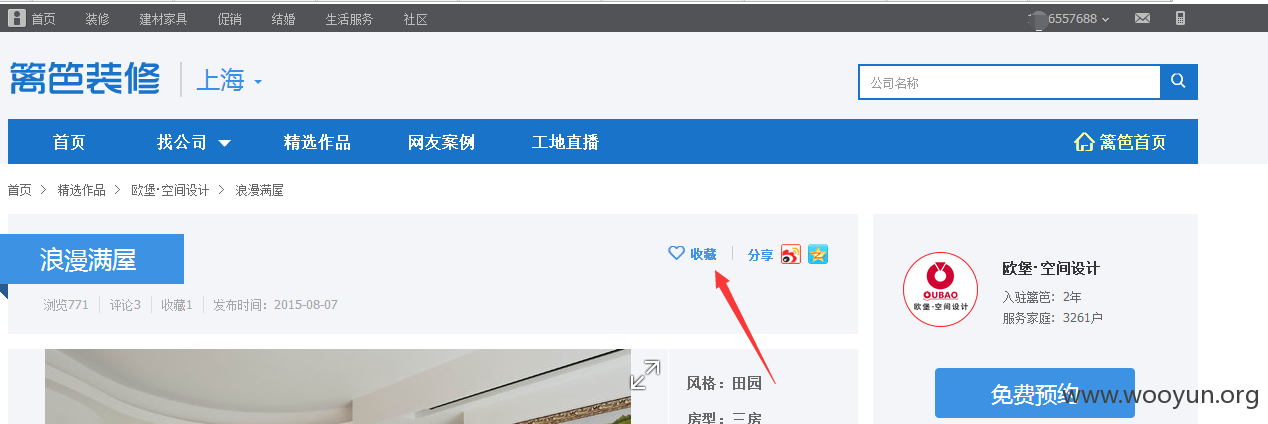 首页 装修 建材家具 促销 结婚 生活服务 社区 6557688
篱笆装修 上海
公司名称
首页 找公司 精选作品 网友案例 工地直播 篱笆首页
首页 > 精选作品 > 欧堡·空间设计 > 浪漫满屋
浪漫满屋
收藏 分享
浏览771 评论3 收藏1 发布时间：2015-08-07
OUBAO
欧堡·空间设计
欧堡·空间设计
入驻篱笆：2年
服务家庭：3261户
风格：田园
房型：三房
免费预约
www.wooyun.org